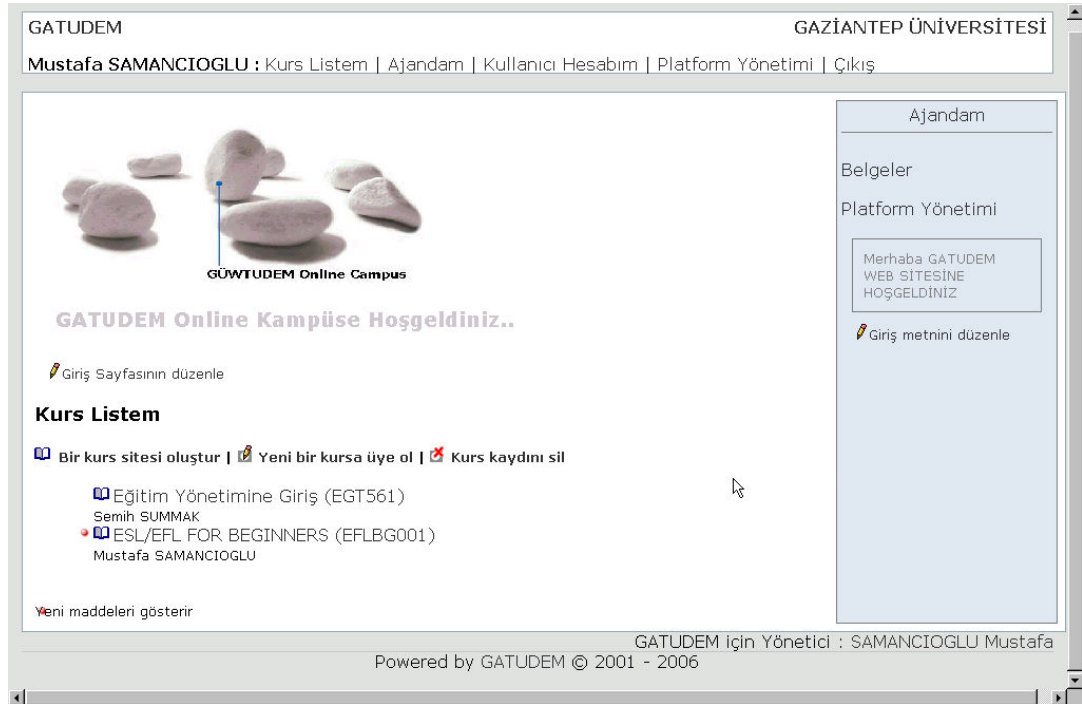 GATUDEM GAZİANTEP ÜNİVERSİTESİ
Mustafa SAMANCIOGLU : Kurs Listem | Ajandam | Kullanıcı Hesabım | Platform Yönetimi | Çıkış
GÜWTUDEM Online Campus
GATUDEM Online Kampüse Hoşgeldiniz..
Giriş Sayfasının düzenle
Kurs Listem
Bir kurs sitesi oluştur | Yeni bir kursa üye ol | Kurs kaydını sil
Eğitim Yönetimine Giriş (EGT561)
Semih SUMMAK
ESL/EFL FOR BEGINNERS (EFLBG001)
Mustafa SAMANCIOGLU
Yeni maddeleri gösterir
Ajandam
Belgeler
Platform Yönetimi
Merhaba GATUDEM
WEB SİTESİNE
HOŞGELDİNİZ
Giriş metnini düzenle
GATUDEM için Yönetici : SAMANCIOGLU Mustafa
Powered by GATUDEM © 2001 - 2006